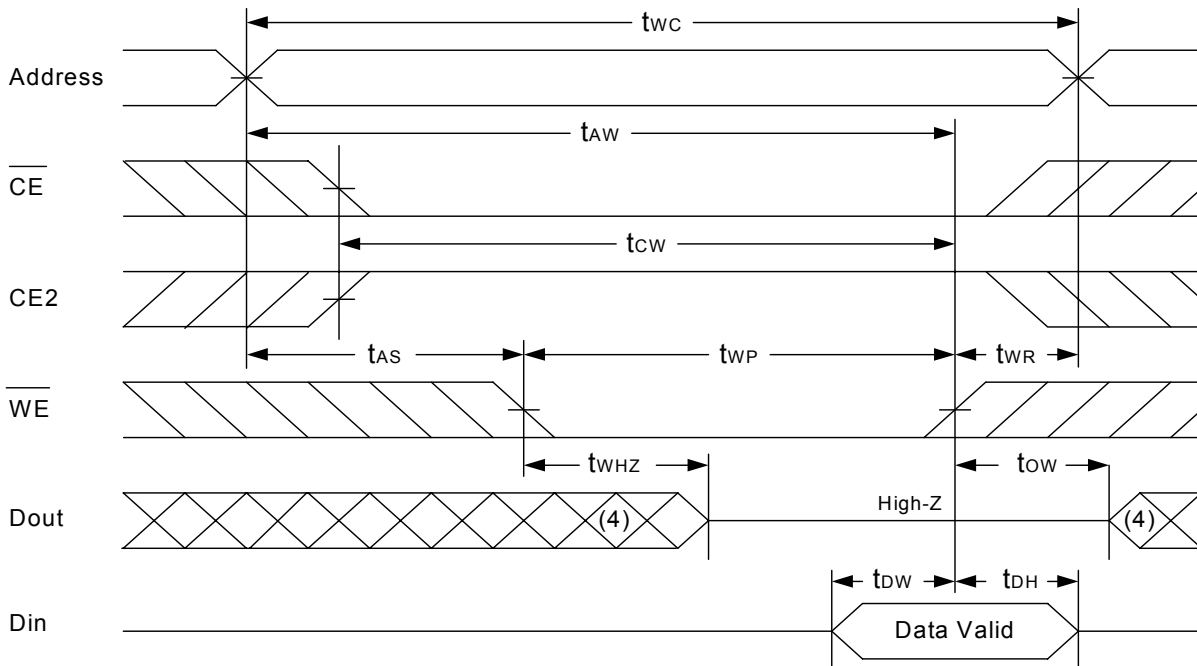 tWC
Address
tAW
CE
tCW
CE2
tAS tWP tWR
WE
tWHZ tOW
Dout (4) High-Z (4)
tDW tDH
Din Data Valid